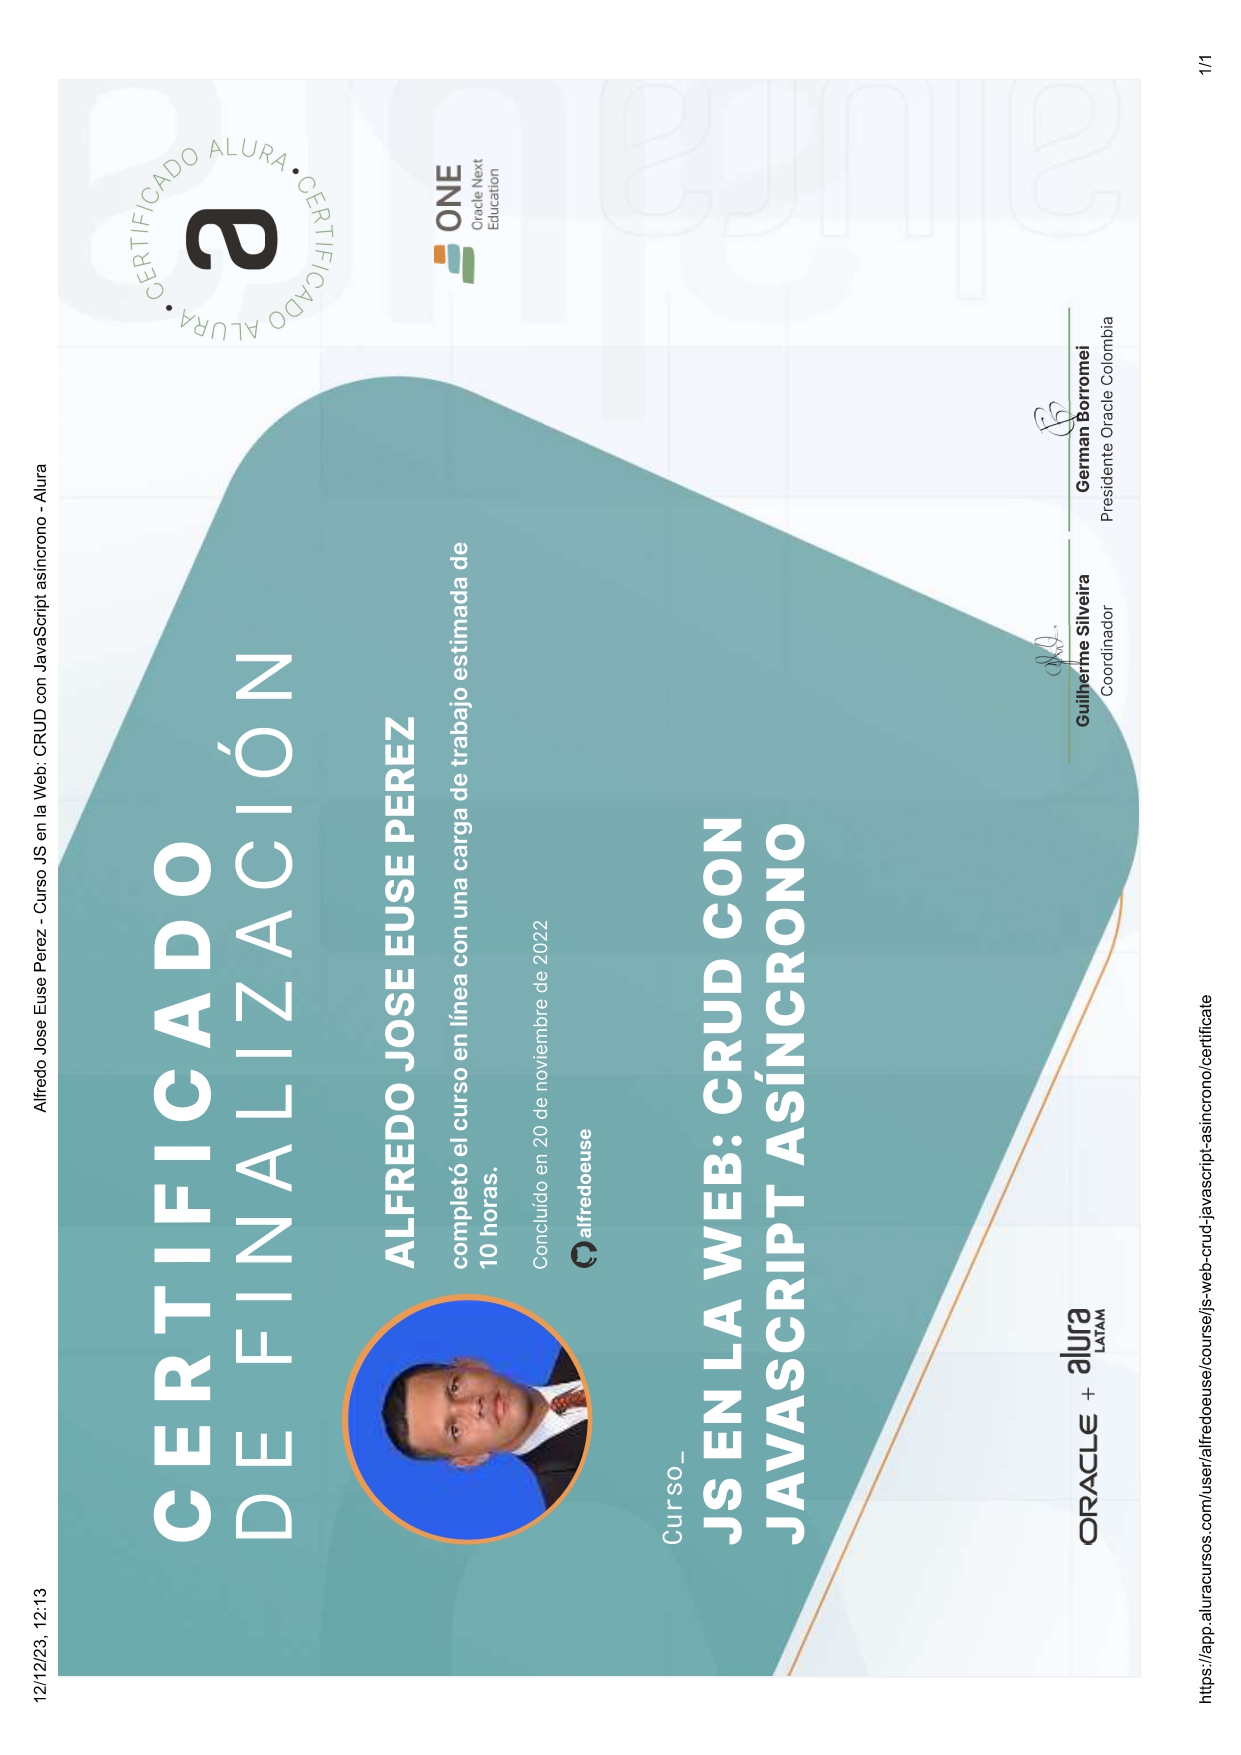 12/12/23, 12:13
Alfredo Jose Euse Perez - Curso JS en la Web: CRUD con JavaScript asíncrono - Alura
CERTIFICADO
DE FINALIZACIÓN
• CERTIFICADO ALURA • CERTIFICADO ALURA
a
ALFREDO JOSE EUSE PEREZ
completó el curso en línea con una carga de trabajo estimada de
10 horas.
Concluído en 20 de noviembre de 2022
alfredoeuse
ONE
Oracle Next
Education
Curso_
JS EN LA WEB: CRUD CON
JAVASCRIPT ASÍNCRONO
alura
ORACLE + alura
LATAM
Guilherme Silveira
Coordinador
German Borromei
Presidente Oracle Colombia
https://app.aluracursos.com/user/alfredoeuse/course/js-web-crud-javascript-asincrono/certificate
1/1